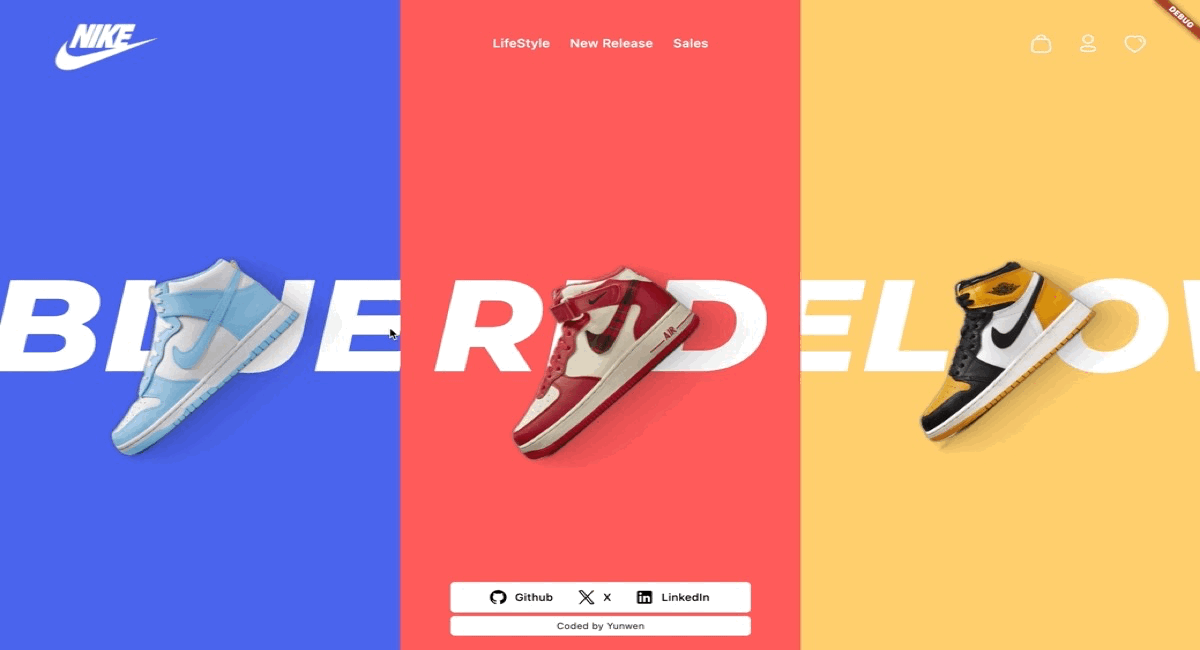 NIKE
LifeStyle New Release Sales
DEBUG
BLUE
RED
ELLOW
AIR
Github X LinkedIn
Coded by Yunwen